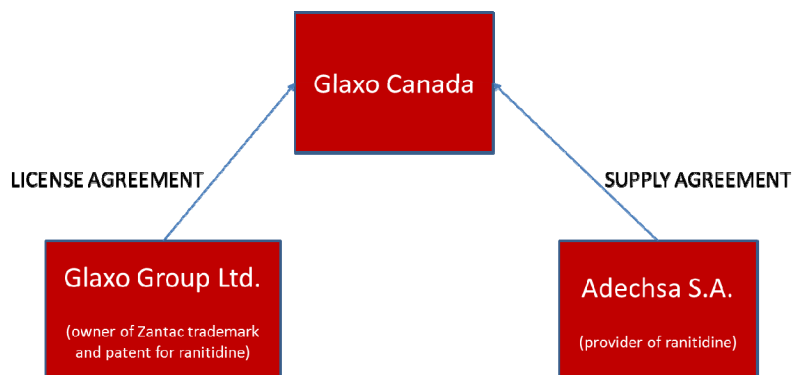 Glaxo Canada
LICENSE AGREEMENT
SUPPLY AGREEMENT
Glaxo Group Ltd.
(owner of Zantac trademark
and patent for ranitidine)
Adechsa S.A.
(provider of ranitidine)